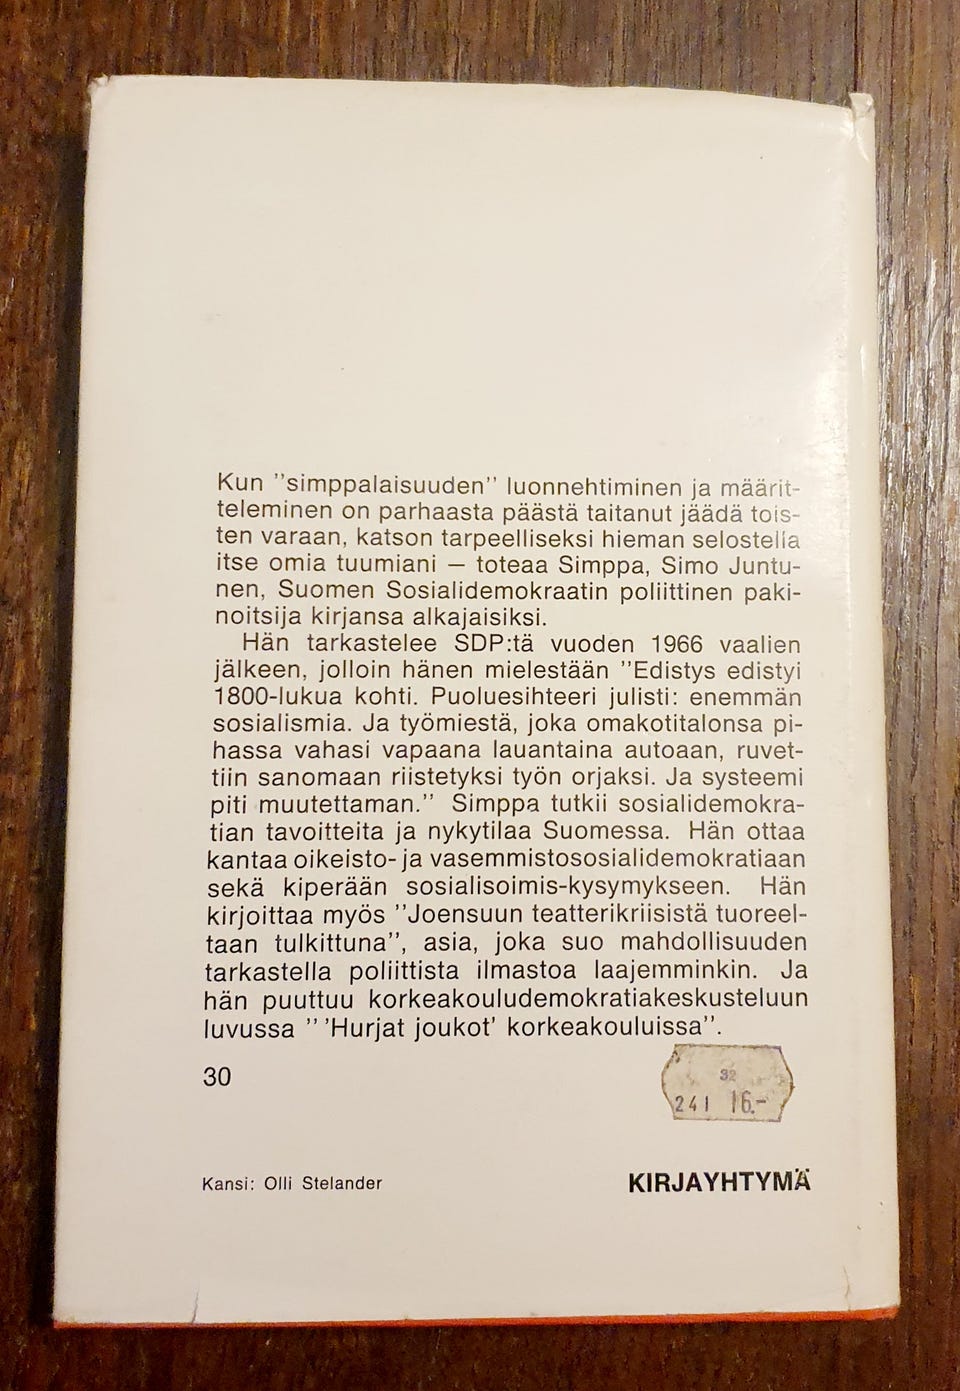 Kun ''simppalaisuuden'' luonnehtiminen ja määrit-
teleminen on parhaasta päästä taitanut jäädä tois-
ten varaan, katson tarpeelliseksi hieman selostella
itse omia tuumiani — toteaa Simppa, Simo Juntu-
nen, Suomen Sosialidemokraatin poliittinen paki-
noitsija kirjansa alkajaisiksi.
Hän tarkastelee SDP:tä vuoden 1966 vaalien
jälkeen, jolloin hänen mielestään ''Edistys edistyi
1800-lukua kohti. Puoluesihteeri julisti: enemmän
sosialismia. Ja työmiestä, joka omakotitalonsa pi-
hassa vahasi vapaana lauantaina autoaan, ruvet-
tiin sanomaan riistetyksi työn orjaksi. Ja systeemi
piti muutettaman.'' Simppa tutkii sosialidemokra-
tian tavoitteita ja nykytilaa Suomessa. Hän ottaa
kantaa oikeisto- ja vasemmistososialidemokratiaan
sekä kiperään sosialisoimis-kysymykseen. Hän
kirjoittaa myös ''Joensuun teatterikriisistä tuoreel-
taan tulkittuna'', asia, joka suo mahdollisuuden
tarkastella poliittista ilmastoa laajemminkin. Ja
hän puuttuu korkeakouludemokratiakeskusteluun
luvussa '' 'Hurjat joukot' korkeakouluissa''.
30
32
241 16.-
Kansi: Olli Stelander
KIRJAYHTYMÄ